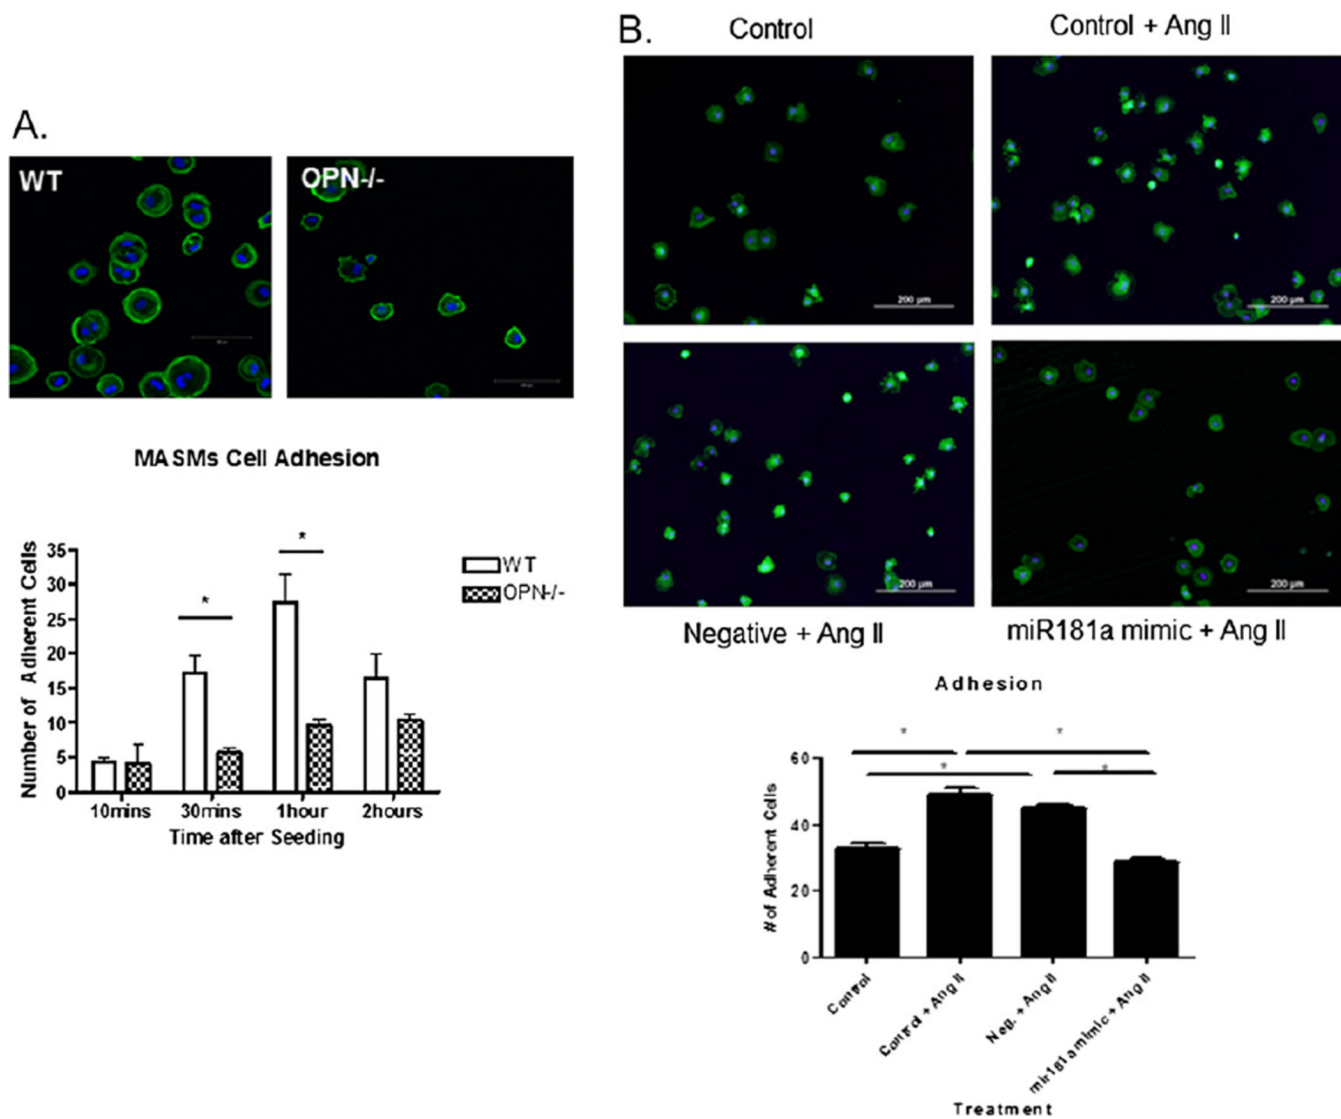 A.
WT
OPN-/-
MASMs Cell Adhesion
Number of Adherent Cells
35
30
25
20
15
10
5
0
*
*
WT
OPN-/-
10mins 30mins 1hour 2hours
Time after Seeding
B.
Control
Control + Ang II
200 µm
200 µm
200 µm
200 µm
Negative + Ang II
miR181a mimic + Ang II
Adhesion
*
*
*
*
# of Adherent Cells
60
40
20
0
Control
Control + Ang II
Neg. + Ang II
mir181a mimic + Ang II
Treatment